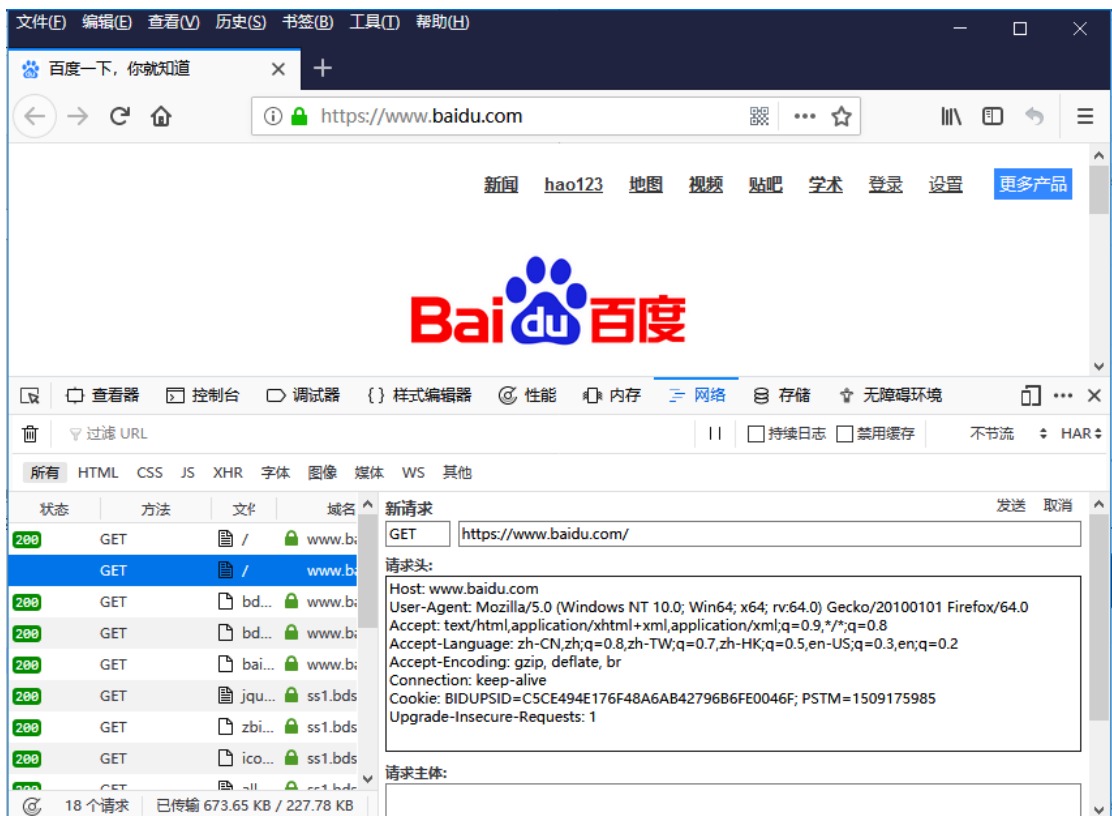 文件(F) 编辑(E) 查看(V) 历史(S) 书签(B) 工具(T) 帮助(H)
百度一下，你就知道
https://www.baidu.com
新闻 hao123 地图 视频 贴吧 学术 登录 设置 更多产品
Bai du 百度
查看器 控制台 调试器 {} 样式编辑器 性能 内存 网络 存储 无障碍环境
过滤 URL 持续日志 禁用缓存 不节流 HAR
所有 HTML CSS JS XHR 字体 图像 媒体 WS 其他
状态 方法 域名
200 GET / www.ba
GET / www.ba
200 GET bd... www.ba
200 GET bd... www.ba
200 GET bai... www.ba
200 GET jqu... ss1.bds
200 GET zbi... ss1.bds
200 GET ico... ss1.bds
18 个请求 已传输 673.65 KB / 227.78 KB
新请求 发送 取消
GET https://www.baidu.com/
请求头:
Host: www.baidu.com
User-Agent: Mozilla/5.0 (Windows NT 10.0; Win64; x64; rv:64.0) Gecko/20100101 Firefox/64.0
Accept: text/html,application/xhtml+xml,application/xml;q=0.9,*/*;q=0.8
Accept-Language: zh-CN,zh;q=0.8,zh-TW;q=0.7,zh-HK;q=0.5,en-US;q=0.3,en;q=0.2
Accept-Encoding: gzip, deflate, br
Connection: keep-alive
Cookie: BIDUPSID=C5CE494E176F48A6AB42796B6FE0046F; PSTM=1509175985
Upgrade-Insecure-Requests: 1
请求主体: